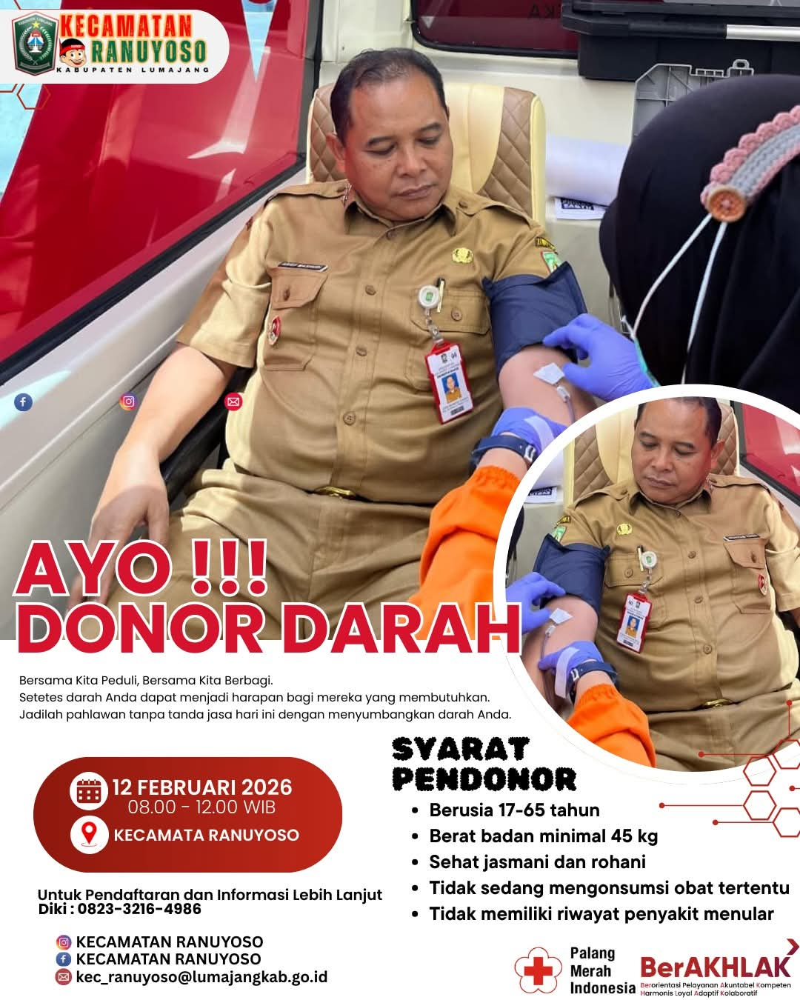 KECAMATAN
RANUYOSO
KABUPATEN LUMAJANG
AYO !!!
DONOR DARAH
Bersama Kita Peduli, Bersama Kita Berbagi.
Setetes darah Anda dapat menjadi harapan bagi mereka yang membutuhkan.
Jadilah pahlawan tanpa tanda jasa hari ini dengan menyumbangkan darah Anda.
12 FEBRUARI 2026
08.00 - 12.00 WIB
KECAMATA RANUYOSO
Untuk Pendaftaran dan Informasi Lebih Lanjut
Diki : 0823-3216-4986
KECAMATAN RANUYOSO
KECAMATAN RANUYOSO
kec_ranuyoso@lumajangkab.go.id
SYARAT
PENDONOR
• Berusia 17-65 tahun
• Berat badan minimal 45 kg
• Sehat jasmani dan rohani
• Tidak sedang mengonsumsi obat tertentu
• Tidak memiliki riwayat penyakit menular
Palang
Merah
Indonesia
BerAKHLAK
Berorientasi Pelayanan Akuntabel Kompeten
Harmonis Loyal Adaptif Kolaboratif